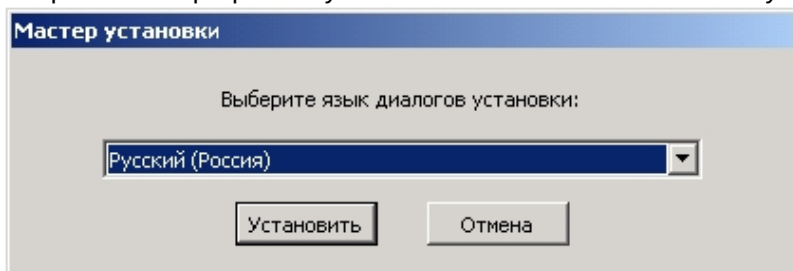 Мастер установки
Выберите язык диалогов установки:
Русский (Россия)
Установить
Отмена